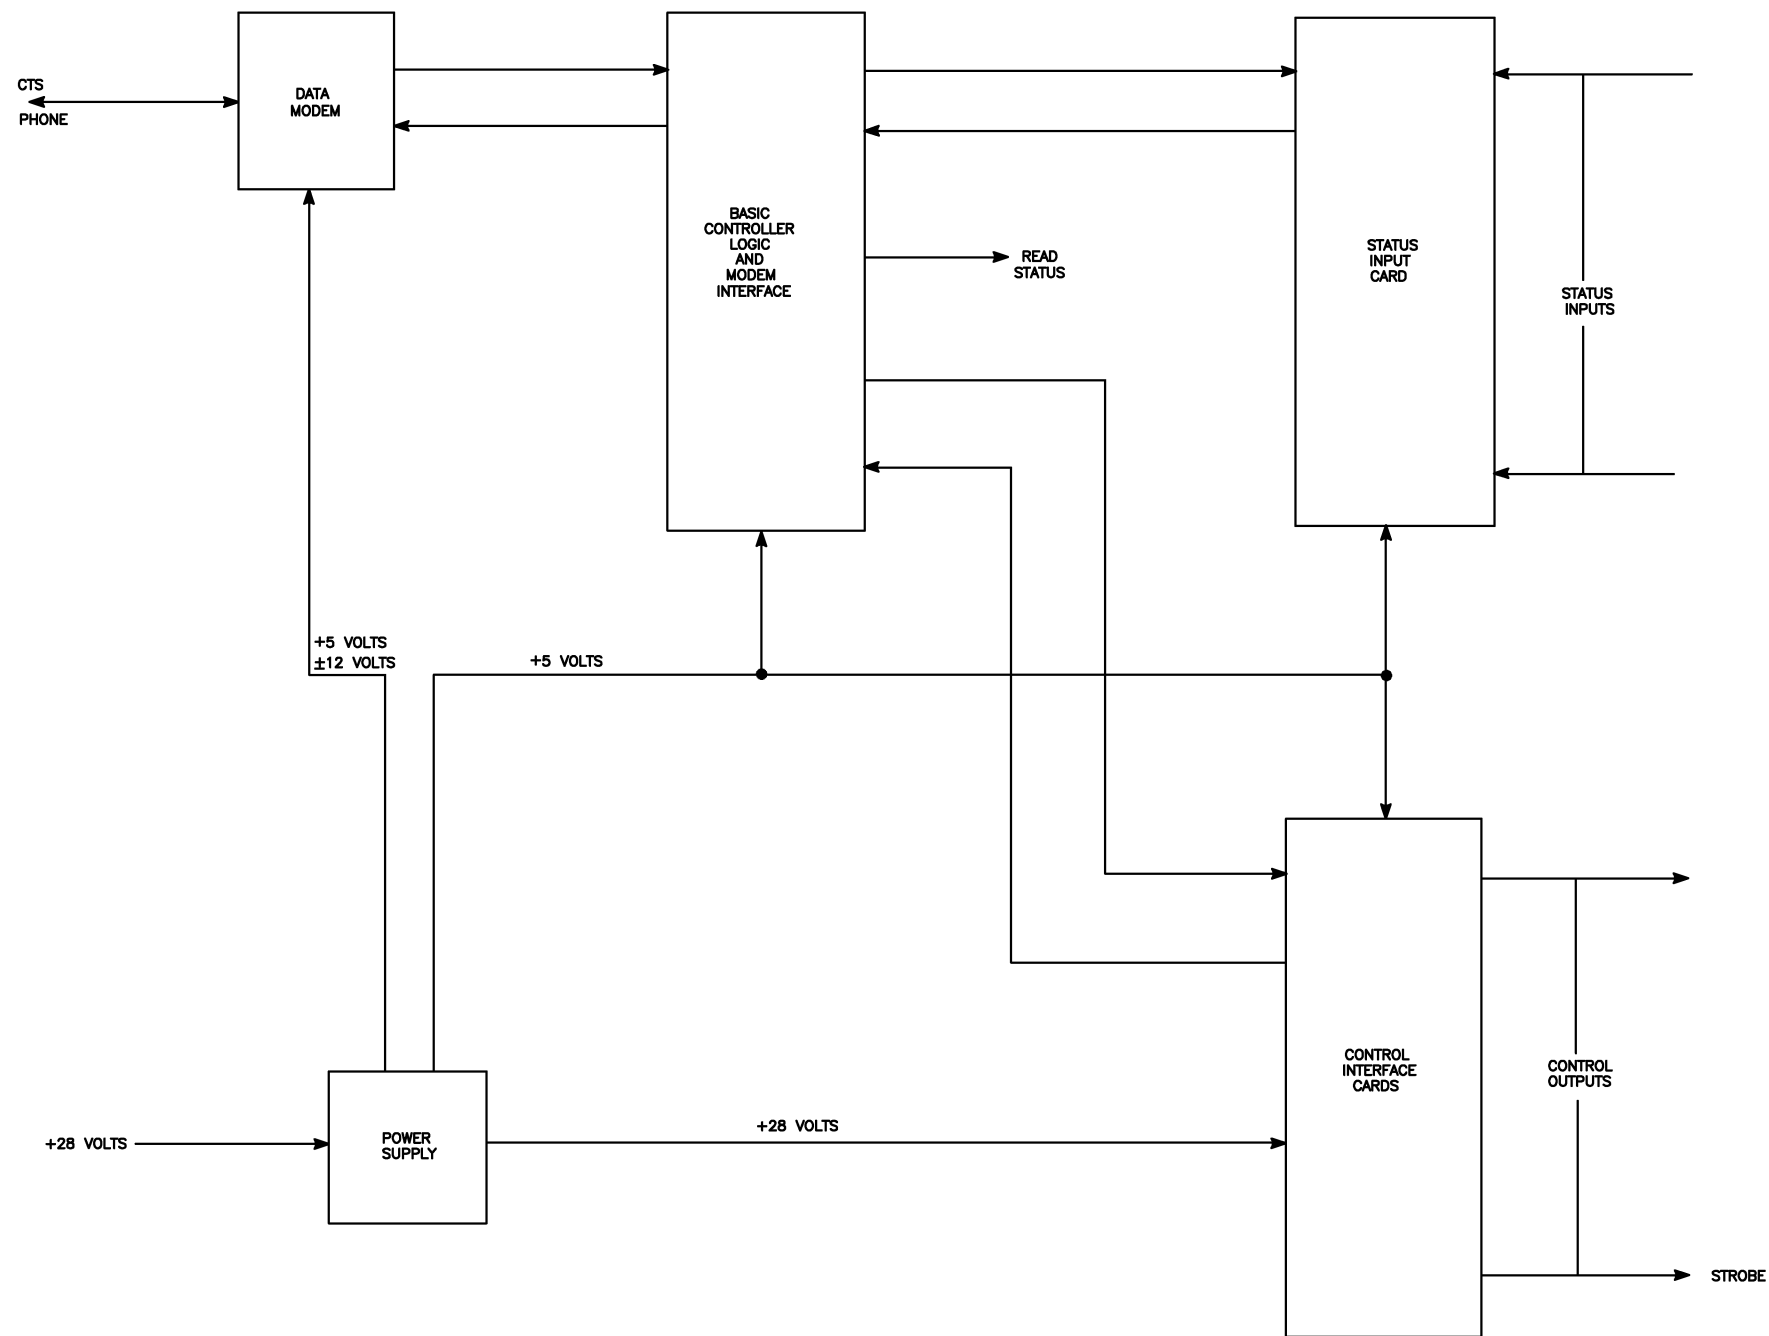 CTS
PHONE
DATA
MODEM
BASIC
CONTROLLER
LOGIC
AND
MODEM
INTERFACE
READ
STATUS
STATUS
INPUT
CARD
STATUS
INPUTS
+5 VOLTS
±12 VOLTS
+5 VOLTS
CONTROL
INTERFACE
CARDS
CONTROL
OUTPUTS
+28 VOLTS
POWER
SUPPLY
+28 VOLTS
STROBE